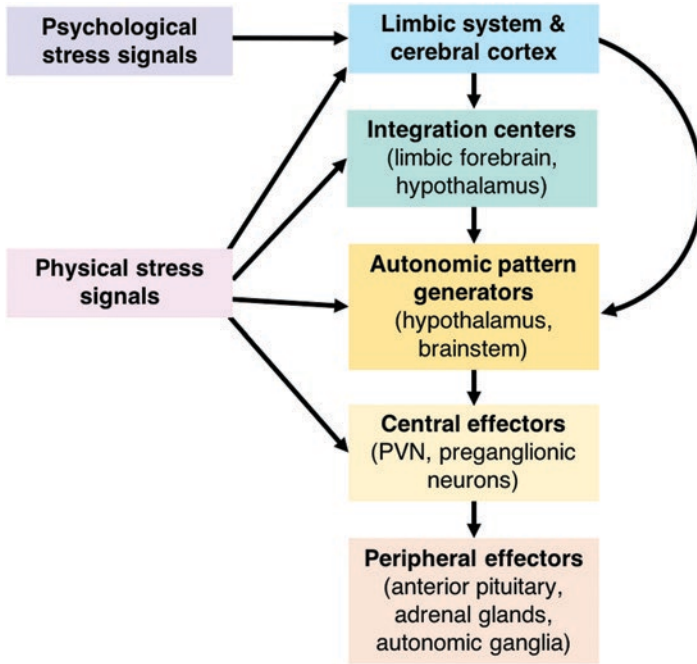 Psychological
stress signals
Limbic system &
cerebral cortex
Integration centers
(limbic forebrain,
hypothalamus)
Physical stress
signals
Autonomic pattern
generators
(hypothalamus,
brainstem)
Central effectors
(PVN, preganglionic
neurons)
Peripheral effectors
(anterior pituitary,
adrenal glands,
autonomic ganglia)